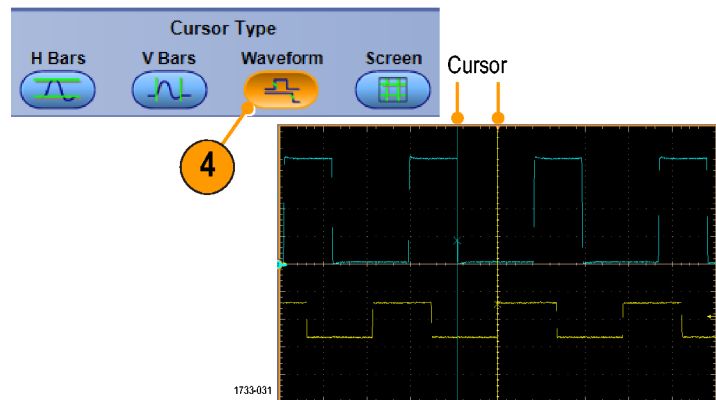 Cursor Type
H Bars
V Bars
Waveform
Screen
Cursor
4
1733-031